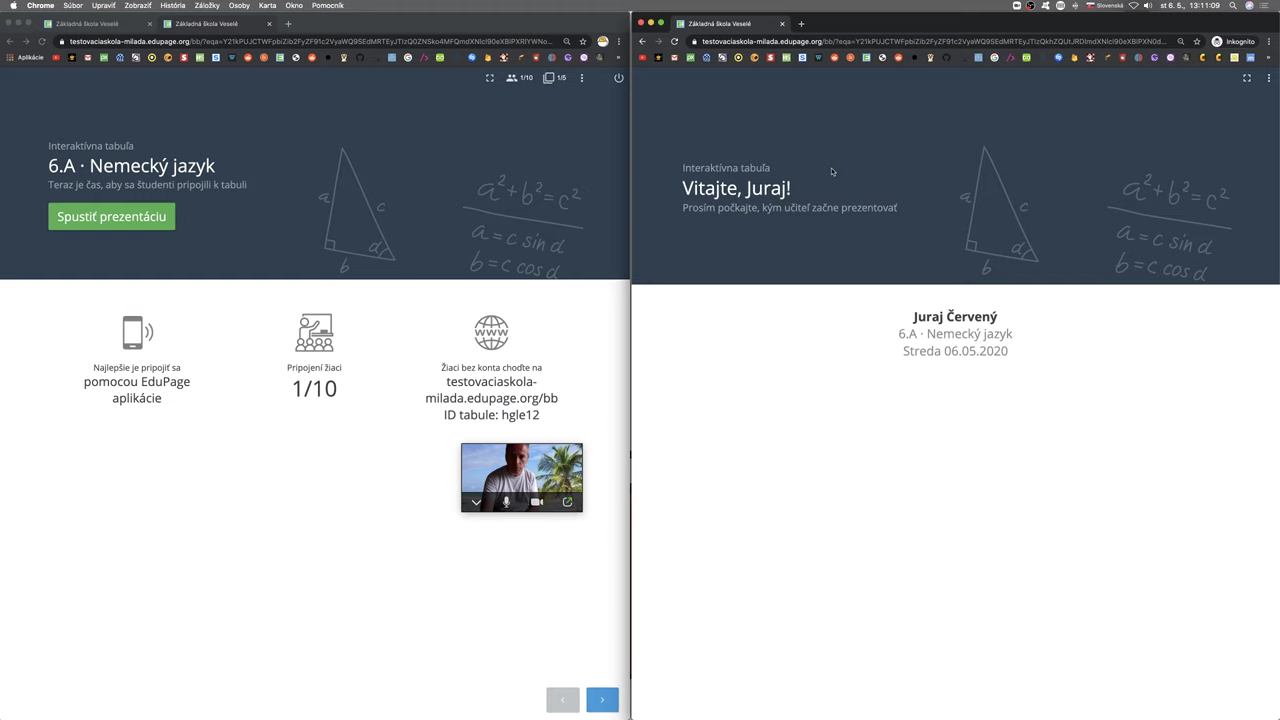 Chrome Súbor Upraviť Zobraziť História Záložky Osoby Karta Okno Pomocník
Slovenská st 6. 5., 13:11:09
Základná škola Veselé
Základná škola Veselé
Základná škola Veselé
Aplikácie
Inkognito
1/10
1/5
Interaktívna tabuľa
6.A · Nemecký jazyk
Teraz je čas, aby sa študenti pripojili k tabuli
Spustiť prezentáciu
a c b α
a² + b² = c²
a = c sin α
b = c cos α
Najlepšie je pripojiť sa
pomocou EduPage
aplikácie
Pripojení žiaci
1/10
WWW
Žiaci bez konta choďte na
testovaciaskola-
milada.edupage.org/bb
ID tabule: hgle12
Interaktívna tabuľa
Vitajte, Juraj!
Prosím počkajte, kým učiteľ začne prezentovať
a c b α
a² + b² = c²
a = c sin α
b = c cos α
Juraj Červený
6.A · Nemecký jazyk
Streda 06.05.2020